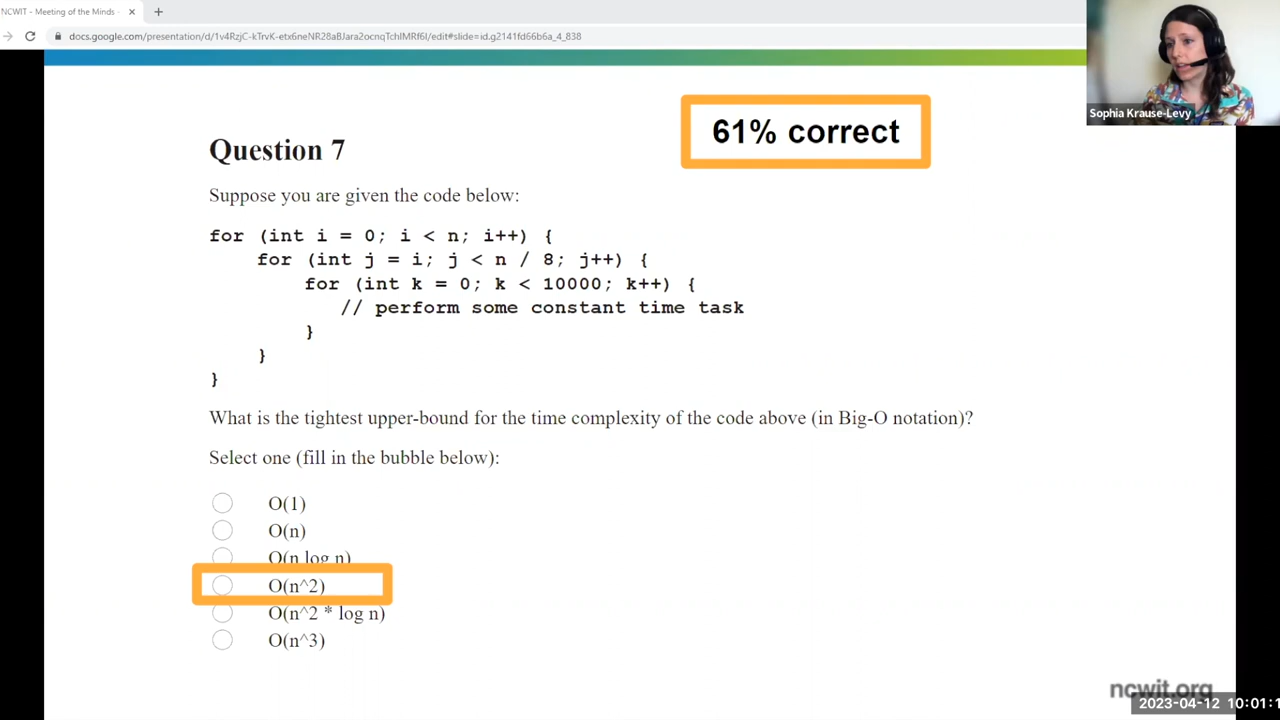 NCWIT - Meeting of the Minds -
docs.google.com/presentation/d/1v4RzjC-kTrvK-etx6neNR28aBJara2ocnqTchIMRf6I/edit#slide=id.g2141fd66b6a_4_838
Sophia Krause-Levy
61% correct
Question 7
Suppose you are given the code below:
for (int i = 0; i < n; i++) {
for (int j = i; j < n / 8; j++) {
for (int k = 0; k < 10000; k++) {
// perform some constant time task
}
}
}
What is the tightest upper-bound for the time complexity of the code above (in Big-O notation)?
Select one (fill in the bubble below):
O(1)
O(n)
O(n log n)
O(n^2)
O(n^2 * log n)
O(n^3)
ncwit.org
2023-04-12 10:01:1